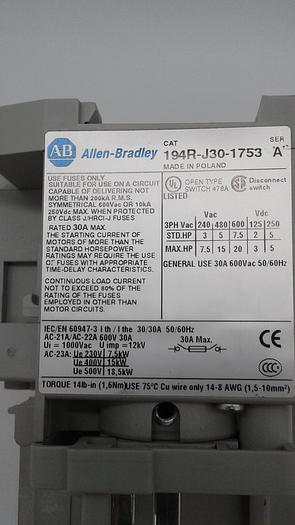 AB Allen-Bradley
CAT
194R-J30-1753
SER
A
MADE IN POLAND
USE FUSES ONLY
SUITABLE FOR USE ON A CIRCUIT
CAPABLE OF DELIVERING NOT
MORE THAN 200kA R.M.S.
SYMMETRICAL 600Vac OR 10kA
250Vdc MAX. WHEN PROTECTED
BY CLASS J/HRCI-J FUSES
RATED 30A MAX.
THE STARTING CURRENT OF
MOTORS OF MORE THAN THE
STANDARD HORSEPOWER
RATINGS MAY REQUIRE THE USE
OF FUSES WITH APPROPRIATE
TIME-DELAY CHARACTERISTICS.
CONTINUOUS LOAD CURRENT
NOT TO EXCEED 80% OF THE
RATING OF THE FUSES
EMPLOYED IN OTHER THAN
MOTOR CIRCUITS
UL OPEN TYPE
SWITCH 478A
Disconnect
switch
LISTED
Vac Vdc
3PH Vac 240 480 600 125 250
STD.HP 3 5 7.5 2 5
MAX.HP 7.5 15 20 3 5
GENERAL USE 30A 600Vac 50/60Hz
IEC/EN 60947-3 Ith / Ithe 30/30A 50/60Hz
AC-21A/AC-22A 600V 30A
Ui = 1000Vac Uimp = 12kV
AC-23A: Ue 230V 7,5kW
Ue 400V 15kW
Ue 500V 18,5kW
30A Max.
CE
CCC
TORQUE 14lb-in (1,6Nm) USE 75°C Cu wire only 14-8 AWG (1,5-10mm²)